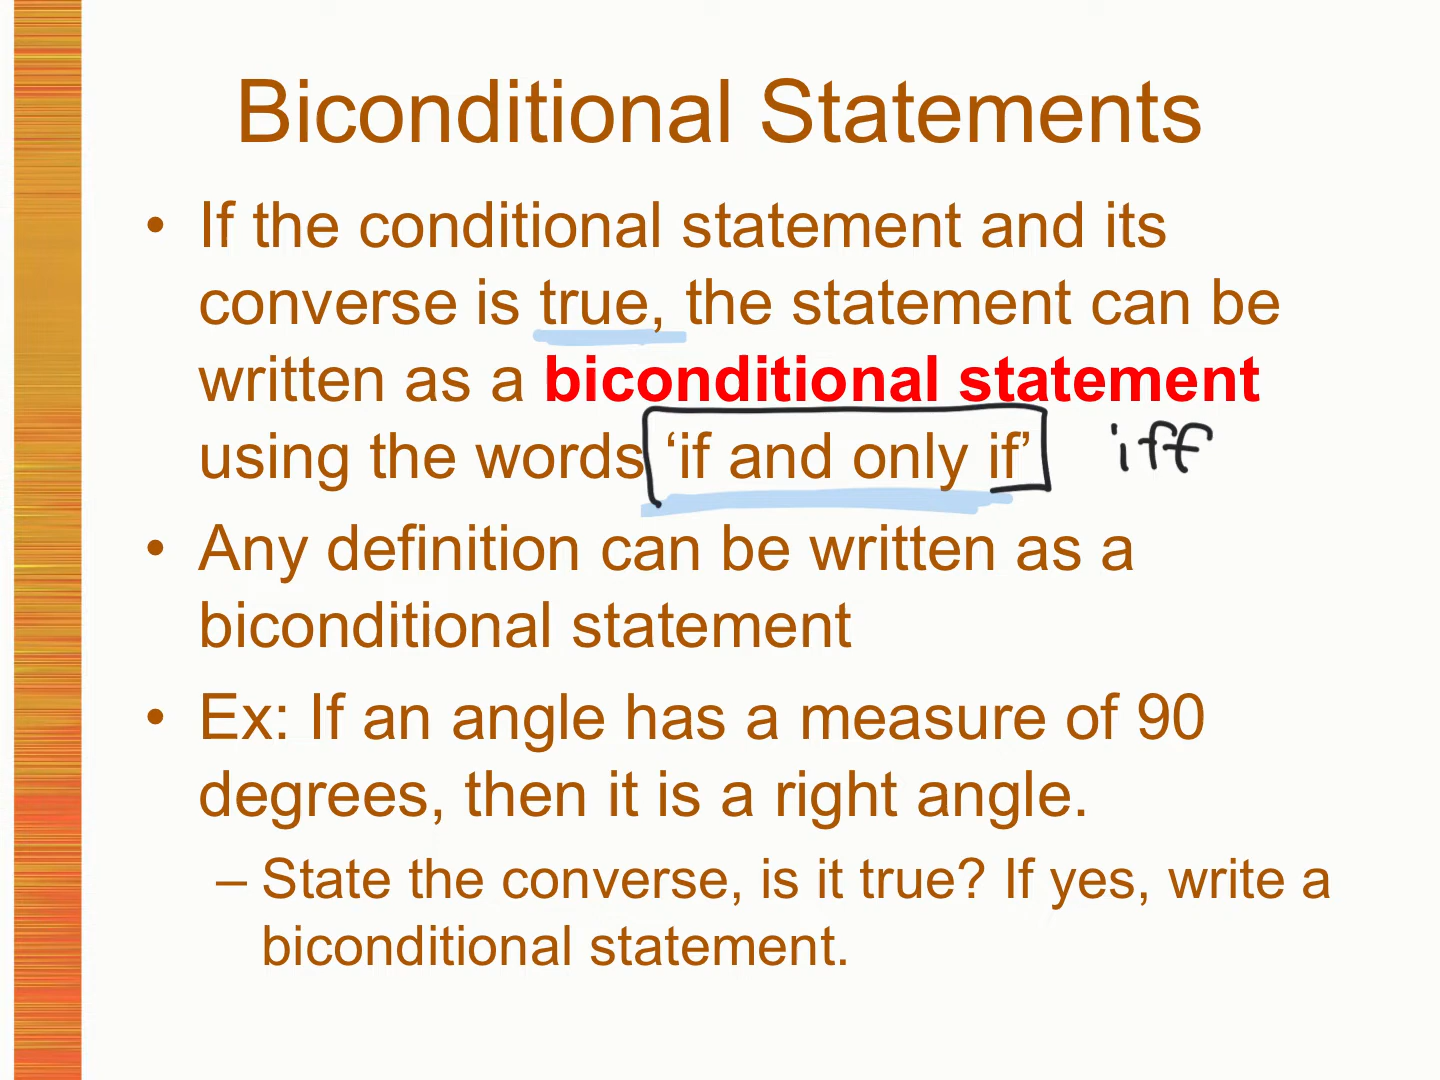 Biconditional Statements
• If the conditional statement and its
converse is true, the statement can be
written as a biconditional statement
using the words ‘if and only if’ iff
• Any definition can be written as a
biconditional statement
• Ex: If an angle has a measure of 90
degrees, then it is a right angle.
– State the converse, is it true? If yes, write a
biconditional statement.